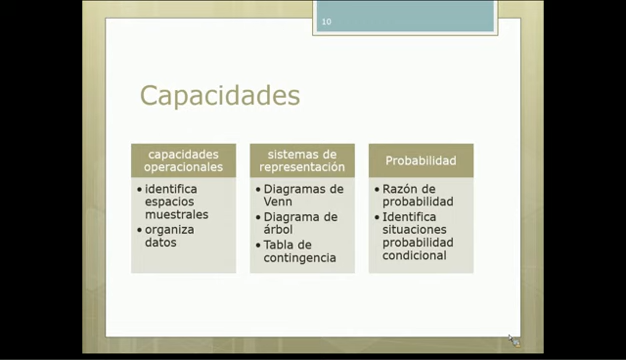 10
Capacidades
capacidades
operacionales
• identifica
espacios
muestrales
• organiza
datos
sistemas de
representación
• Diagramas de
Venn
• Diagrama de
árbol
• Tabla de
contingencia
Probabilidad
• Razón de
probabilidad
• Identifica
situaciones
probabilidad
condicional